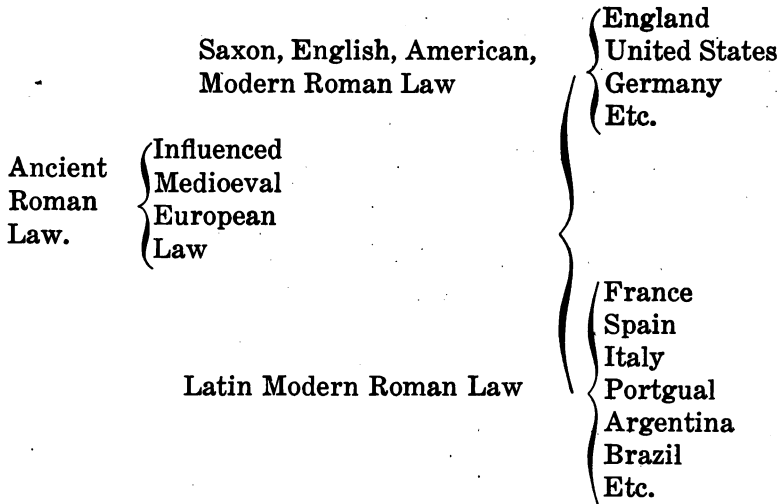 Ancient
Roman
Law.
Influenced
Medioeval
European
Law
Saxon, English, American,
Modern Roman Law
England
United States
Germany
Etc.
Latin Modern Roman Law
France
Spain
Italy
Portgual
Argentina
Brazil
Etc.